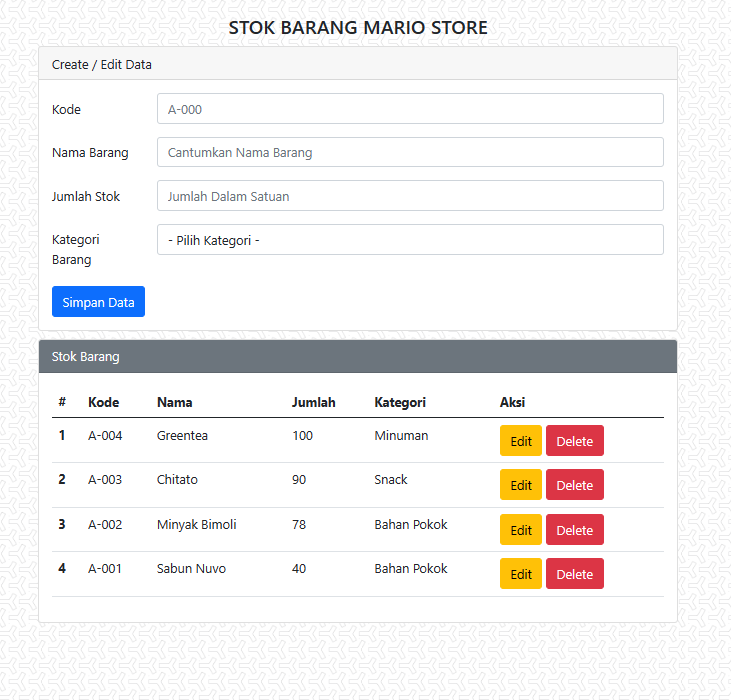 STOK BARANG MARIO STORE
Create / Edit Data
Kode A-000
Nama Barang Cantumkan Nama Barang
Jumlah Stok Jumlah Dalam Satuan
Kategori Barang - Pilih Kategori -
Simpan Data
Stok Barang
# Kode Nama Jumlah Kategori Aksi
1 A-004 Greentea 100 Minuman Edit Delete
2 A-003 Chitato 90 Snack Edit Delete
3 A-002 Minyak Bimoli 78 Bahan Pokok Edit Delete
4 A-001 Sabun Nuvo 40 Bahan Pokok Edit Delete